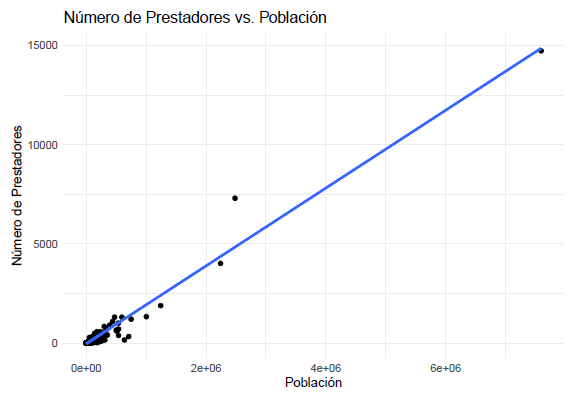 Número de Prestadores vs. Población
15000
10000
5000
0
Número de Prestadores
0e+00 2e+06 4e+06 6e+06
Población